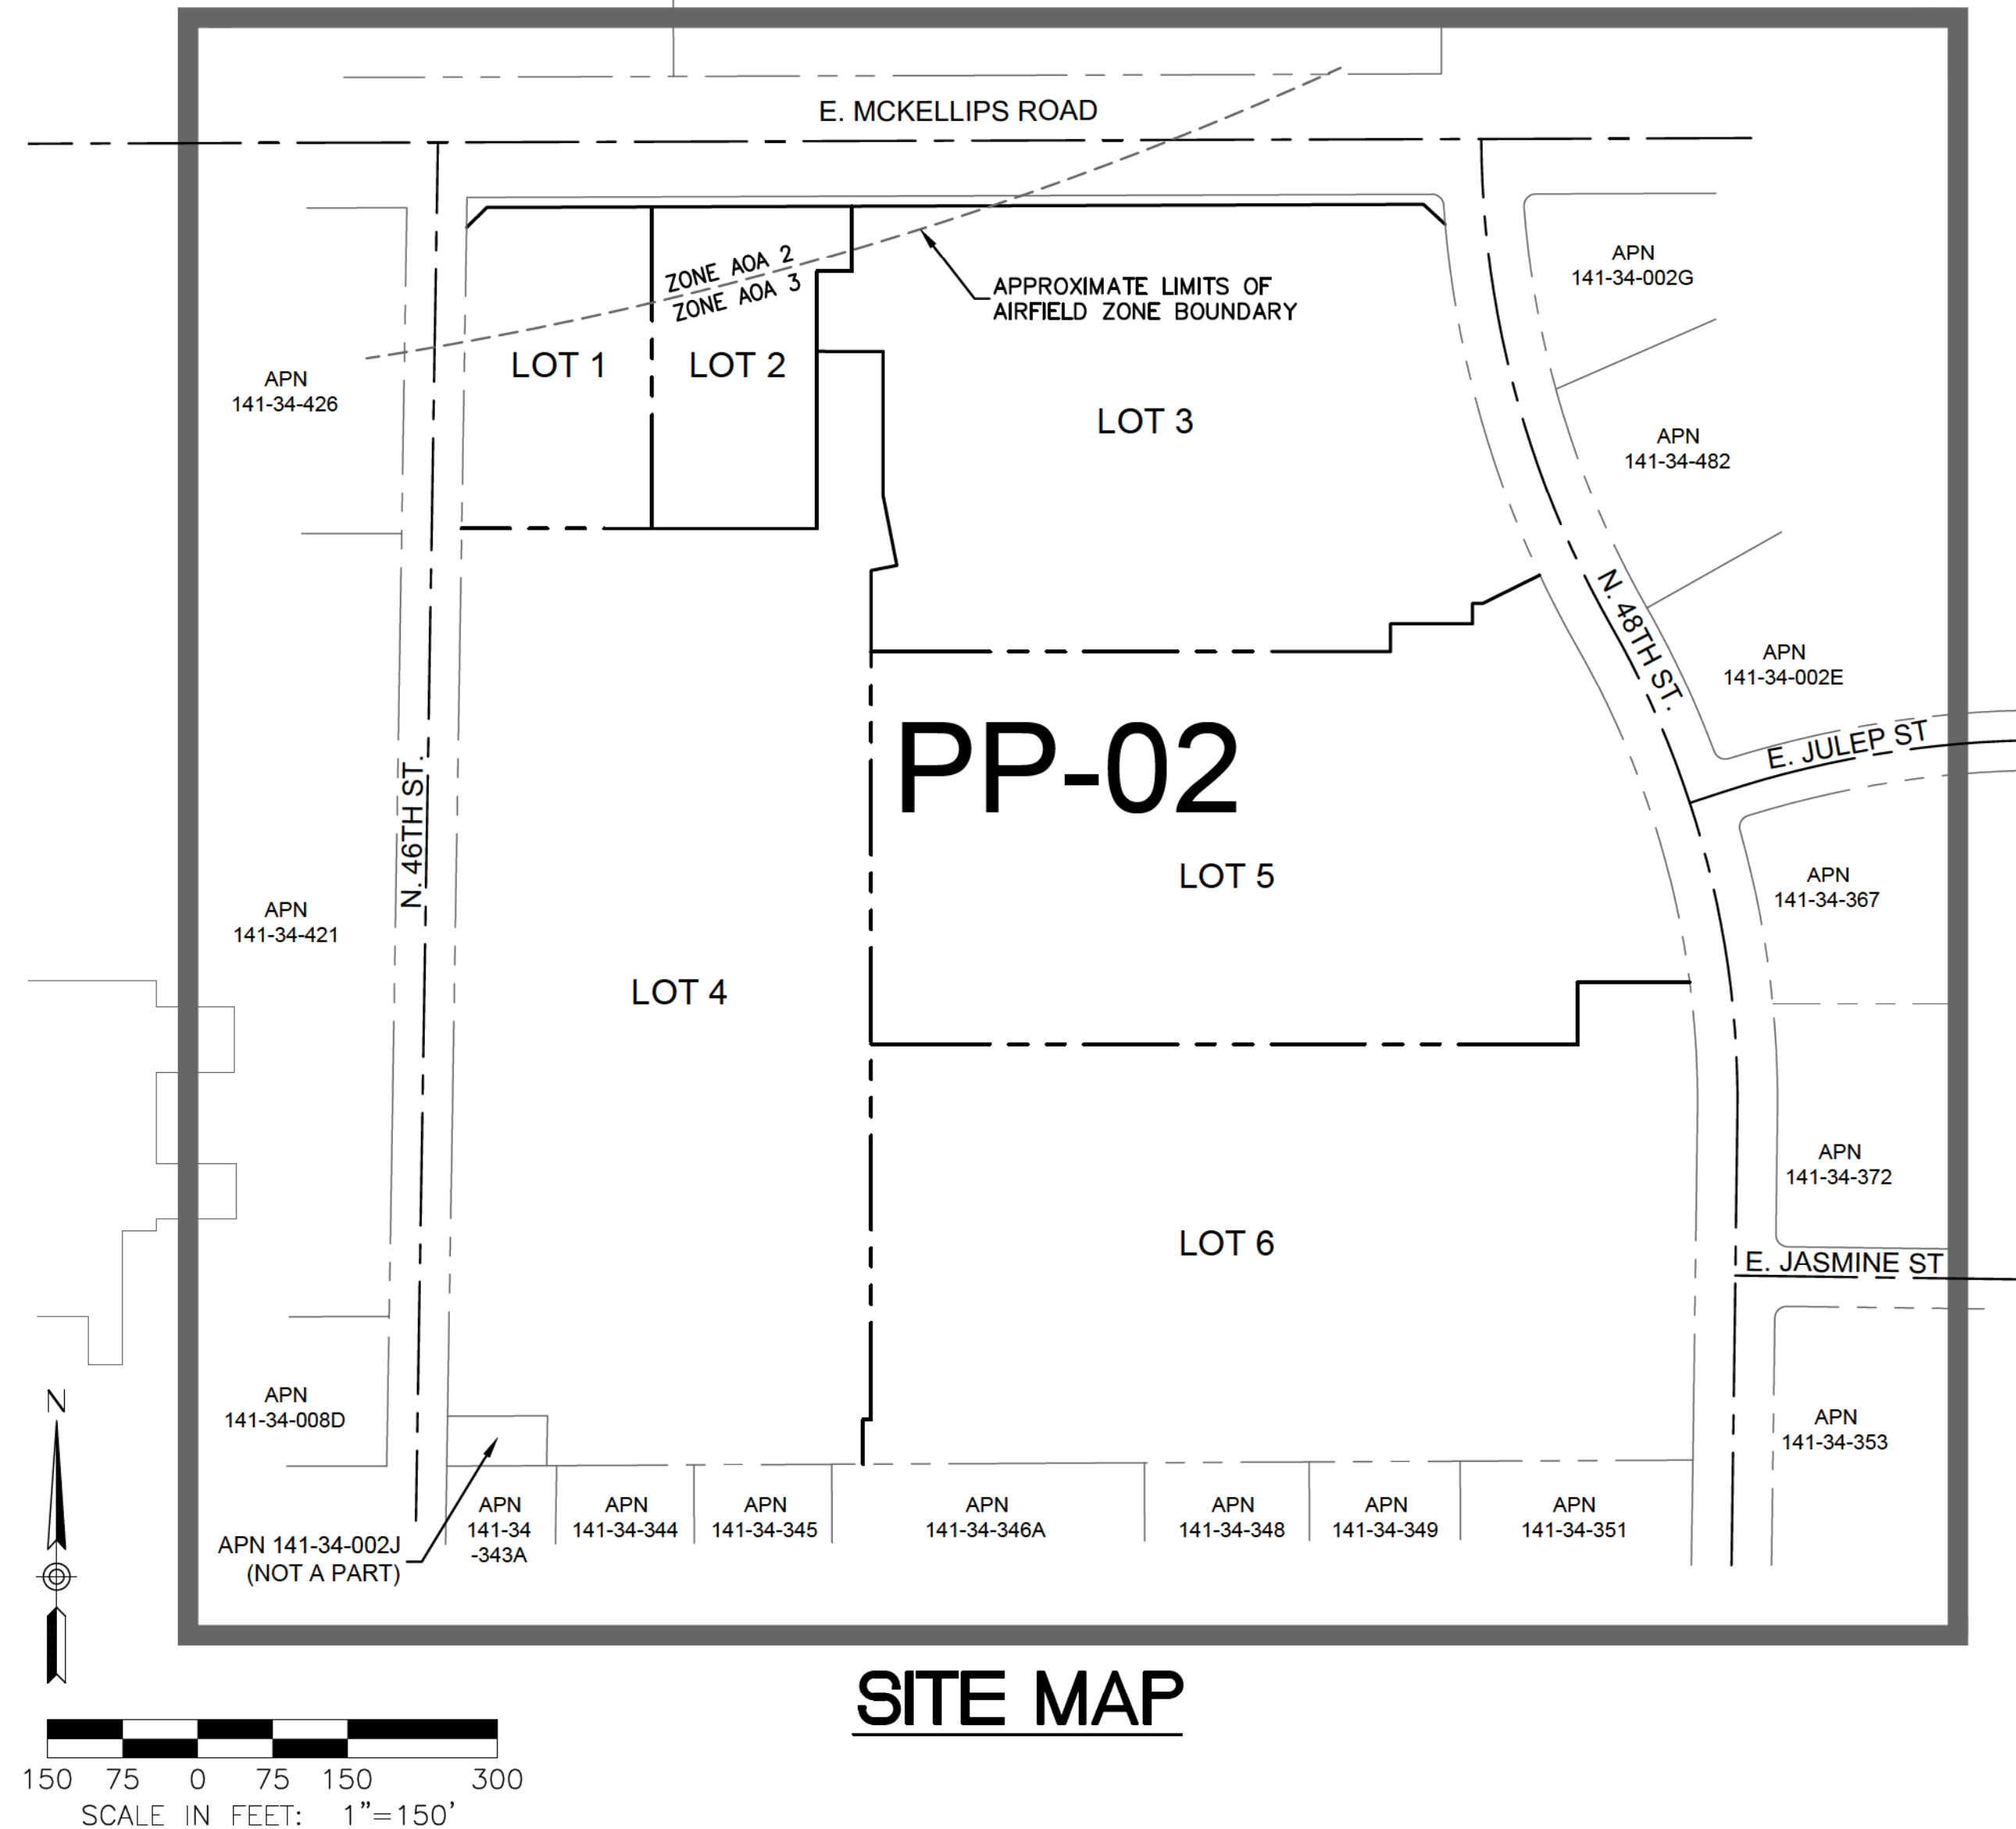 E. MCKELLIPS ROAD
ZONE AOA 2
ZONE AOA 3
APPROXIMATE LIMITS OF
AIRFIELD ZONE BOUNDARY
APN
141-34-002G
LOT 1
LOT 2
LOT 3
APN
141-34-426
APN
141-34-482
N. 48TH ST.
APN
141-34-002E
E. JULEP ST
PP-02
N. 46TH ST.
LOT 5
APN
141-34-367
APN
141-34-421
LOT 4
APN
141-34-372
LOT 6
E. JASMINE ST
APN
141-34-008D
APN
141-34-353
N
APN 141-34-002J
(NOT A PART)
APN
141-34
-343A
APN
141-34-344
APN
141-34-345
APN
141-34-346A
APN
141-34-348
APN
141-34-349
APN
141-34-351
SITE MAP
150 75 0 75 150 300
SCALE IN FEET: 1"=150'